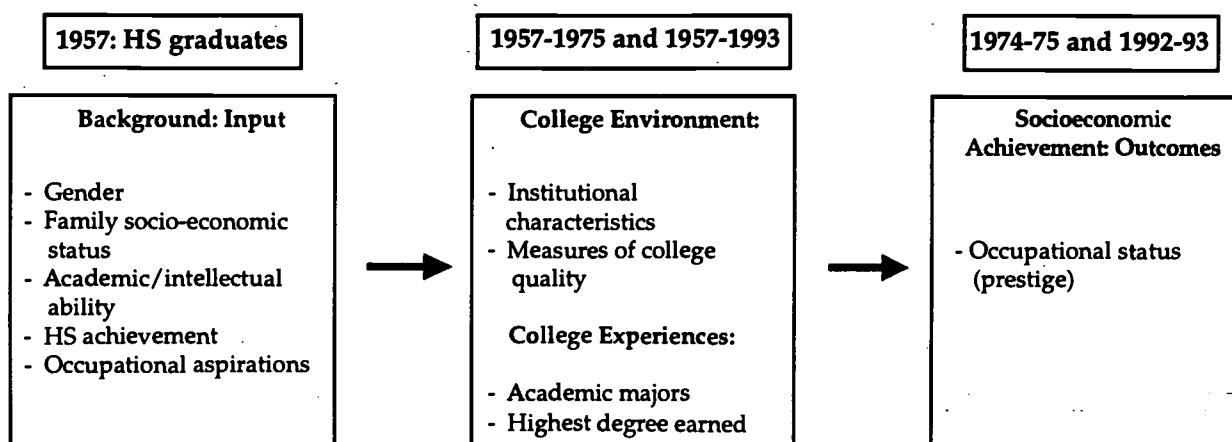 1957: HS graduates
Background: Input
- Gender
- Family socio-economic
status
- Academic/intellectual
ability
- HS achievement
- Occupational aspirations
1957-1975 and 1957-1993
College Environment:
- Institutional
characteristics
- Measures of college
quality
College Experiences:
- Academic majors
- Highest degree earned
1974-75 and 1992-93
Socioeconomic
Achievement: Outcomes
- Occupational status
(prestige)